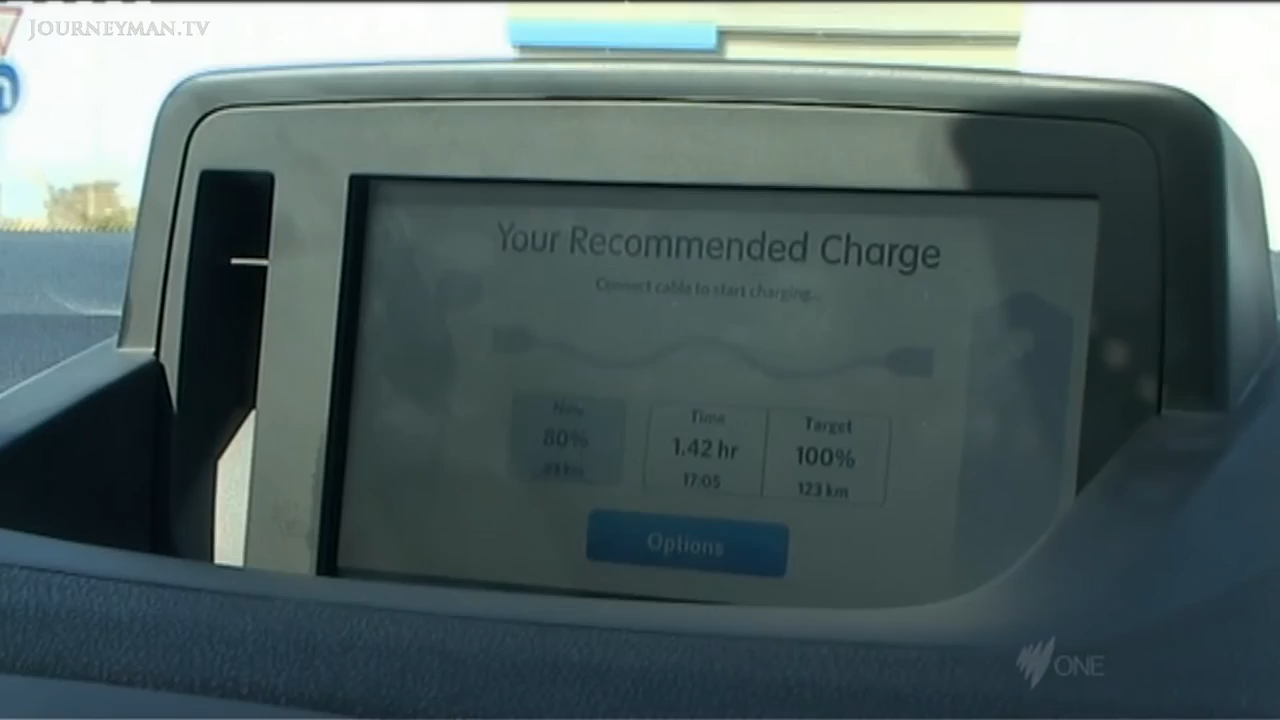 JOURNEYMAN.TV
Your Recommended Charge
Connect cable to start charging...
Now
Time
Target
80%
1.42 hr
100%
17:05
123 km
Options
ONE